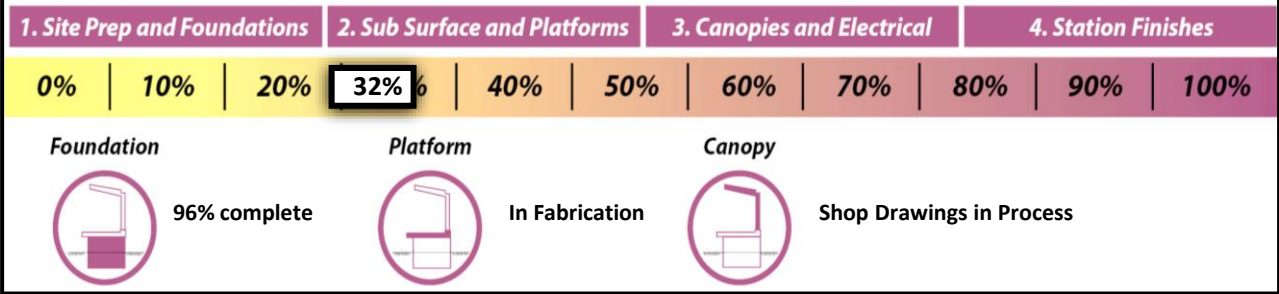 1. Site Prep and Foundations 2. Sub Surface and Platforms 3. Canopies and Electrical 4. Station Finishes
0% 10% 20% 32% % 40% 50% 60% 70% 80% 90% 100%
Foundation Platform Canopy
96% complete In Fabrication Shop Drawings in Process